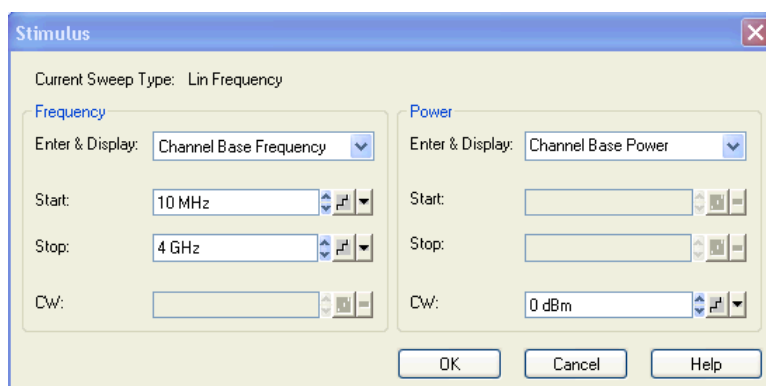 Stimulus
Current Sweep Type: Lin Frequency
Frequency
Enter & Display: Channel Base Frequency
Start: 10 MHz
Stop: 4 GHz
CW:
Power
Enter & Display: Channel Base Power
Start:
Stop:
CW: 0 dBm
OK Cancel Help